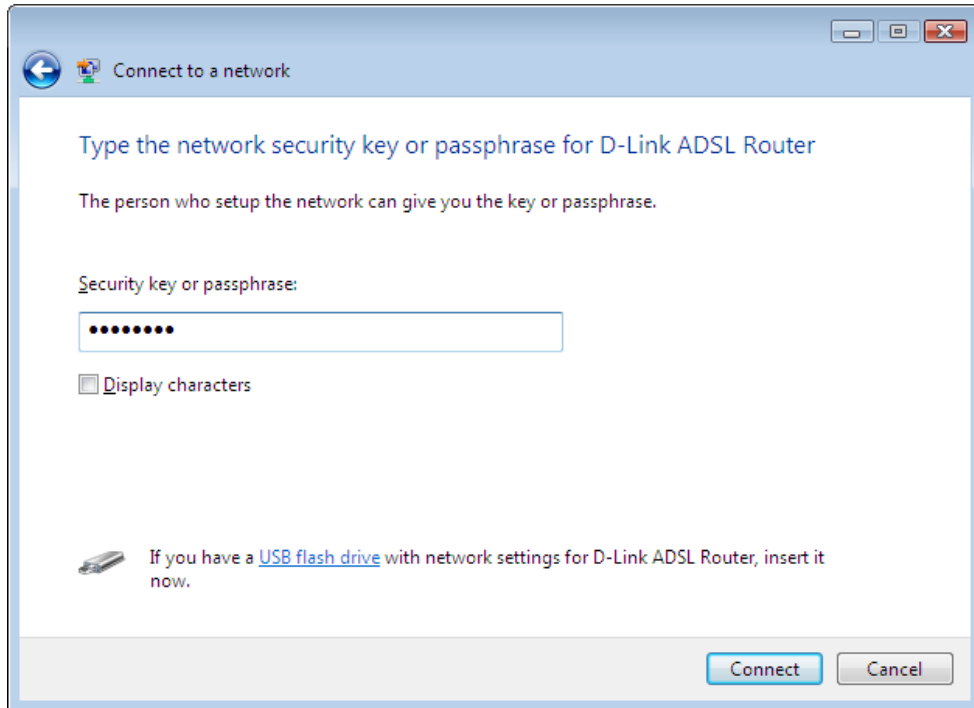 Connect to a network
Type the network security key or passphrase for D-Link ADSL Router
The person who setup the network can give you the key or passphrase.
Security key or passphrase:
••••••••
Display characters
If you have a USB flash drive with network settings for D-Link ADSL Router, insert it
now.
Connect Cancel